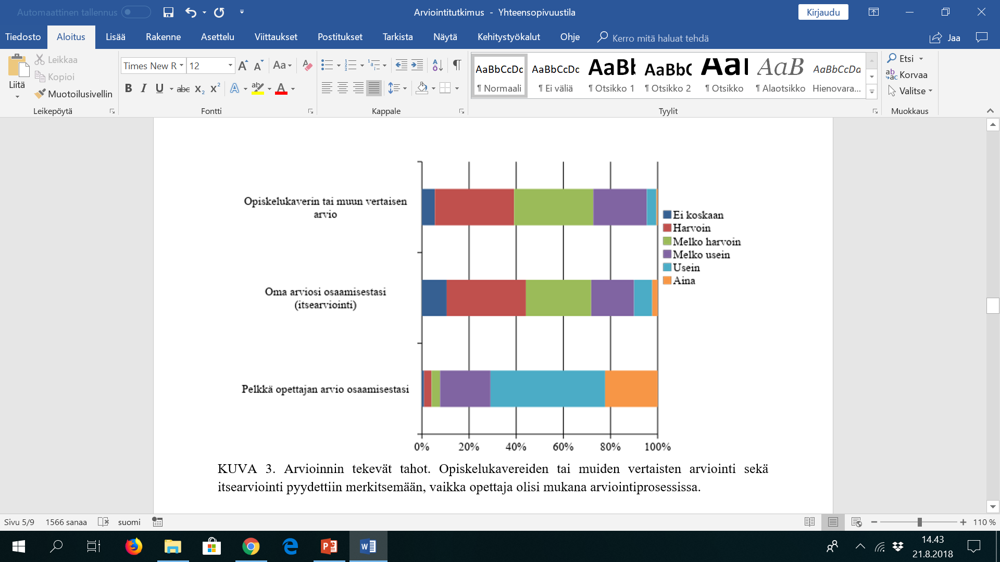 Automaattinen tallennus
Arviointitutkimus - Yhteensopivuustila
Kirjaudu
Tiedosto Aloitus Lisää Rakenne Asettelu Viittaukset Postitukset Tarkista Näytä Kehitystyökalut Ohje Kerro mitä haluat tehdä Jaa
Liitä
Leikkaa
Kopioi
Muotoilusivellin
Leikepöytä
Times New R 12
Fontti
Kappale
AaBbCcDc AaBbCcDc AaBb AaBbC AaB AaBbCcDa
¶ Normaali ¶ Ei väliä ¶ Otsikko 1 ¶ Otsikko 2 ¶ Otsikko ¶ Alaotsikko Hienovara...
Tyylit
Etsi
Korvaa
Valitse
Muokkaus
Opiskelukaverin tai muun vertaisen
arvio
Oma arviosi osaamisestasi
(itsearviointi)
Pelkkä opettajan arvio osaamisestasi
0% 20% 40% 60% 80% 100%
Ei koskaan
Harvoin
Melko harvoin
Melko usein
Usein
Aina
KUVA 3. Arvioinnin tekevät tahot. Opiskelukavereiden tai muiden vertaisten arviointi sekä
itsearviointi pyydettiin merkitsemään, vaikka opettaja olisi mukana arviointiprosessissa.
Sivu 5/9 1566 sanaa suomi 110 %
14.43
21.8.2018